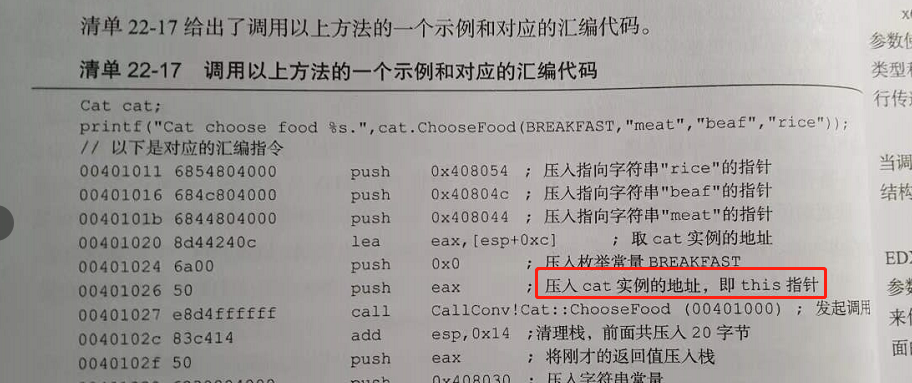 清单 22-17 给出了调用以上方法的一个示例和对应的汇编代码。
清单 22-17 调用以上方法的一个示例和对应的汇编代码
Cat cat;
printf("Cat choose food %s.",cat.ChooseFood(BREAKFAST,"meat","beaf","rice"));
// 以下是对应的汇编指令
00401011 6854804000 push 0x408054 ; 压入指向字符串"rice"的指针
00401016 684c804000 push 0x40804c ; 压入指向字符串"beaf"的指针
0040101b 6844804000 push 0x408044 ; 压入指向字符串"meat"的指针
00401020 8d44240c lea eax,[esp+0xc] ; 取 cat 实例的地址
00401024 6a00 push 0x0 ; 压入枚举常量 BREAKFAST
00401026 50 push eax ; 压入 cat 实例的地址，即 this 指针
00401027 e8d4ffffff call CallConv!Cat::ChooseFood (00401000) ; 发起调用
0040102c 83c414 add esp,0x14 ;清理栈，前面共压入 20 字节
0040102f 50 push eax ; 将刚才的返回值压入栈
push 0x408030 ; 压入字符串常量
参数使
类型和
行传
当调
结构
EDX
参数
来
面